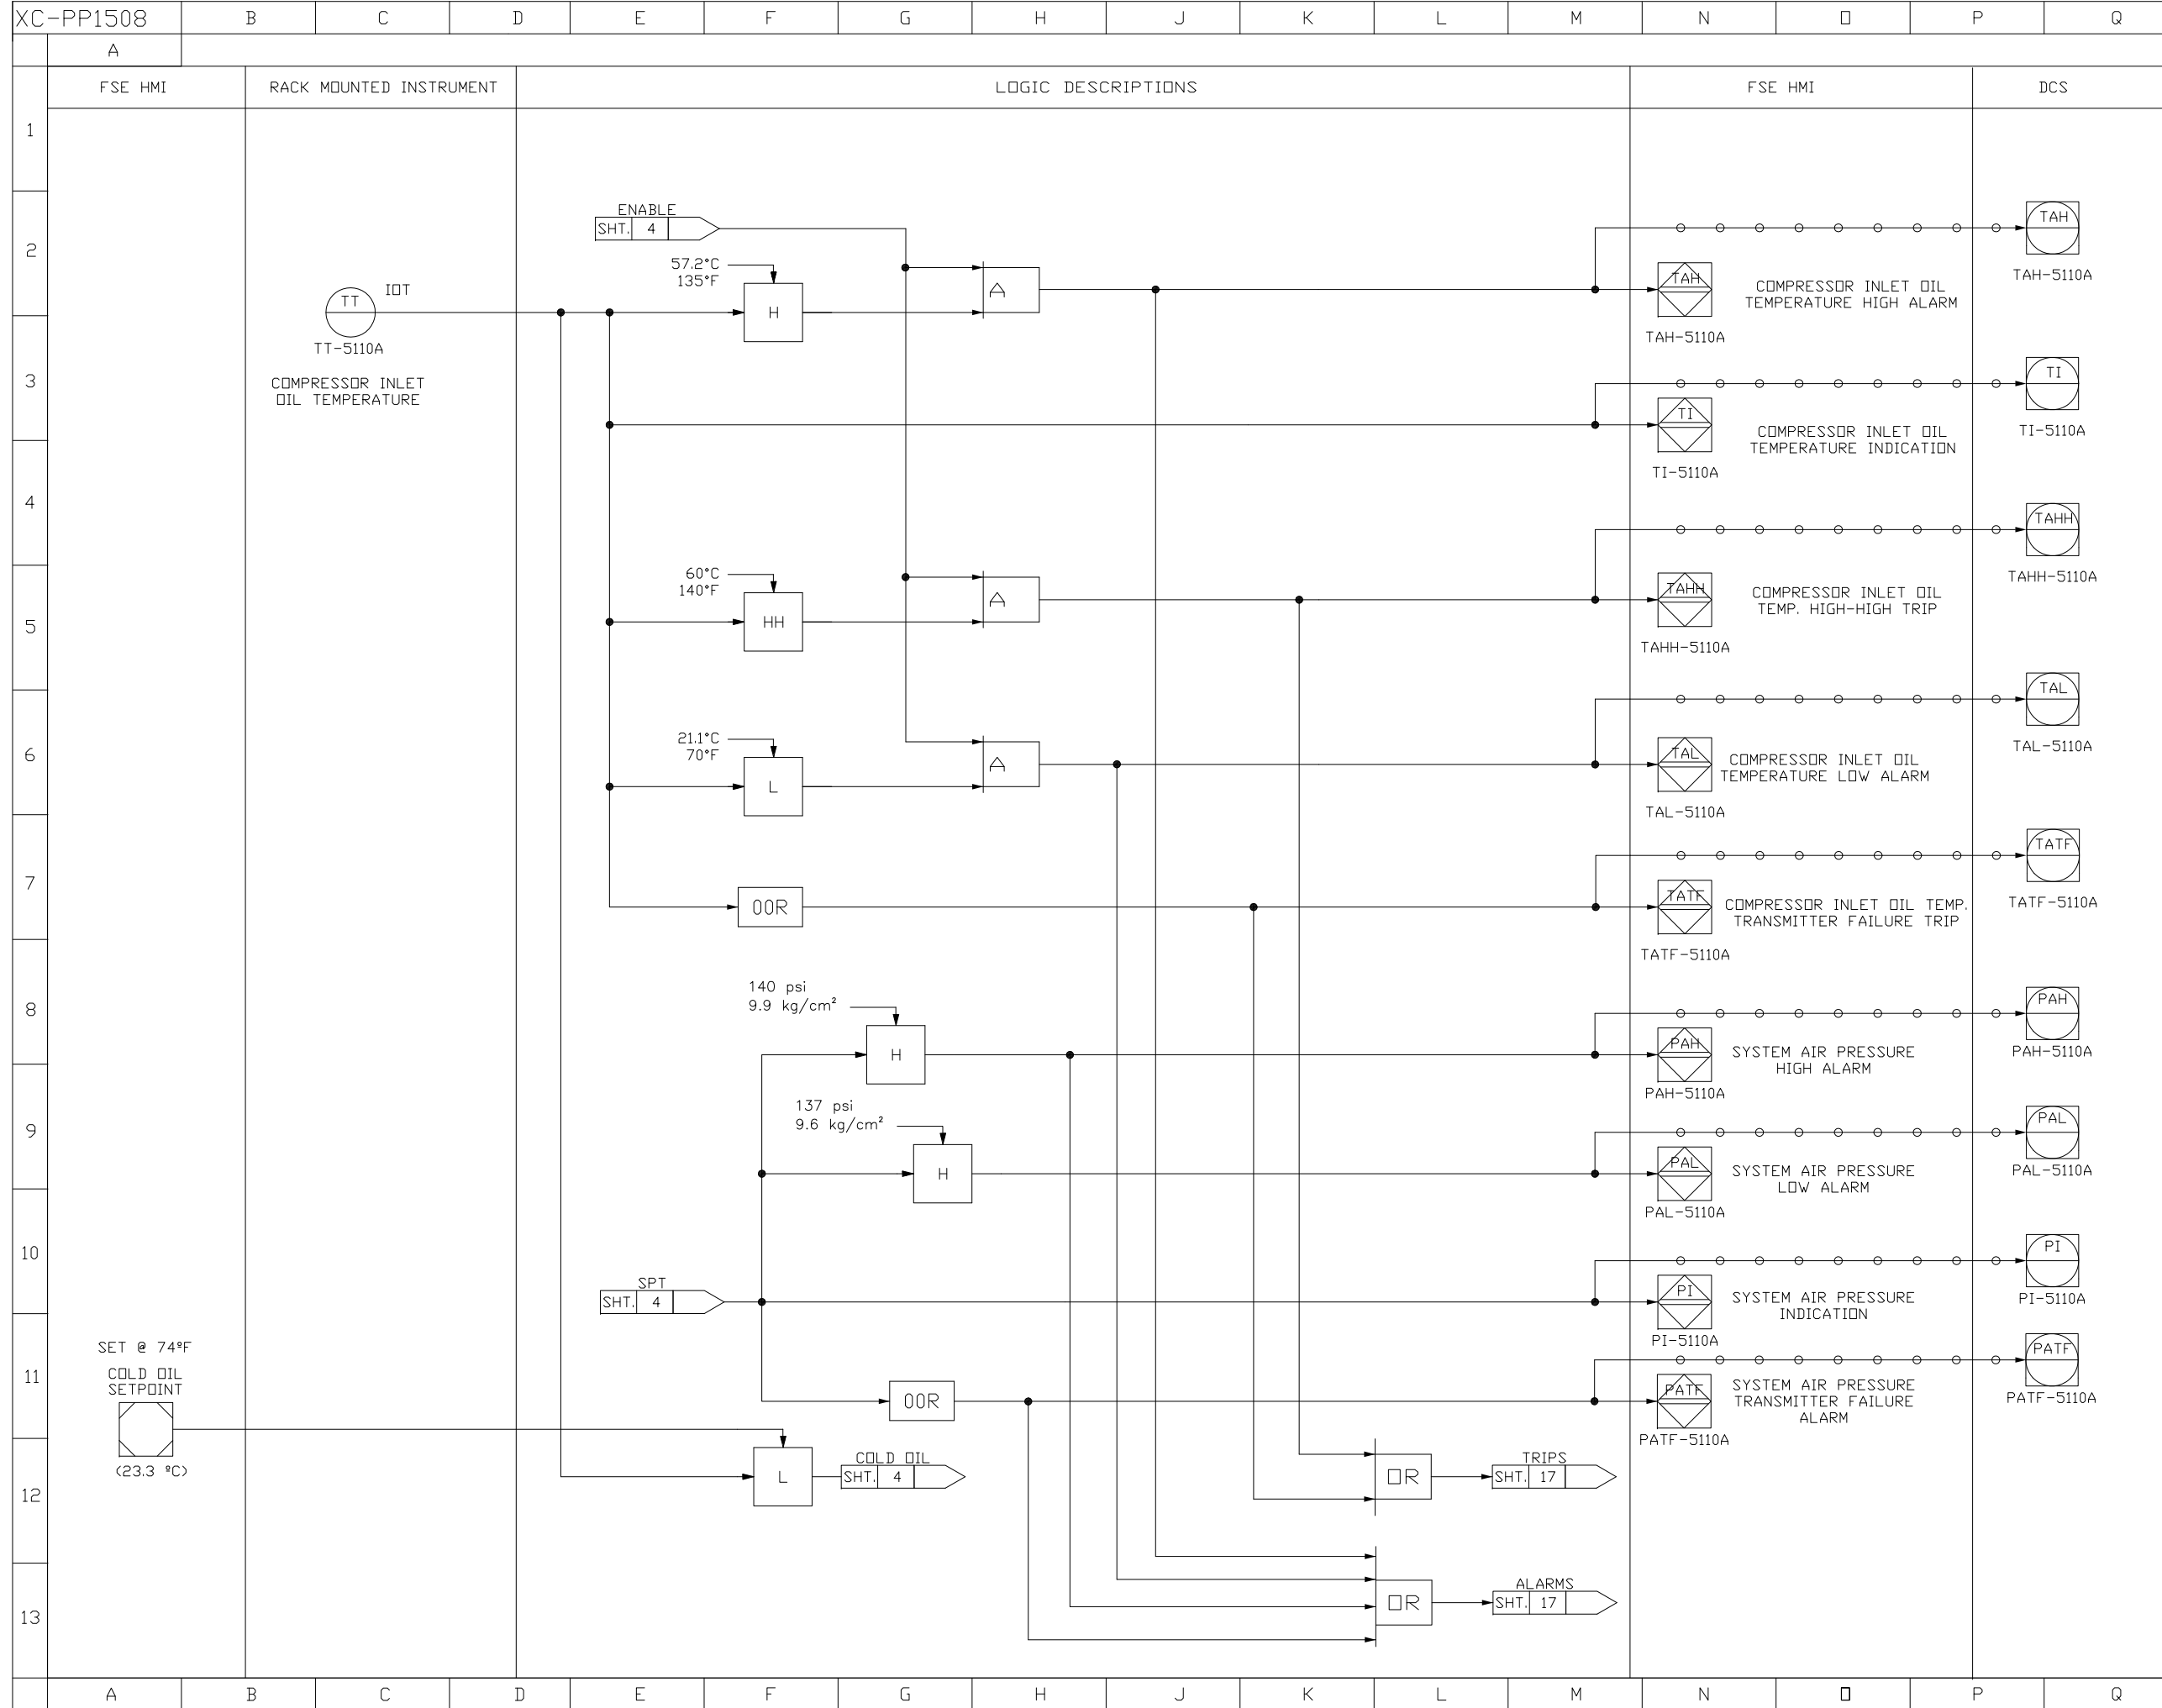 XC-PP1508 B C D E F G H J K L M N O P Q
A
FSE HMI
RACK MOUNTED INSTRUMENT
LOGIC DESCRIPTIONS
FSE HMI
DCS
1
ENABLE
SHT. 4
TAH
2
57.2°C
135°F
TAH-5110A
TAH
A
COMPRESSOR INLET OIL
TEMPERATURE HIGH ALARM
TT
IOT
H
TT-5110A
TAH-5110A
3
COMPRESSOR INLET
OIL TEMPERATURE
TI
TI
COMPRESSOR INLET OIL
TEMPERATURE INDICATION
TI-5110A
TI-5110A
4
TAHH
60°C
140°F
TAHH-5110A
TAHH
A
COMPRESSOR INLET OIL
TEMP. HIGH-HIGH TRIP
5
HH
TAHH-5110A
TAL
21.1°C
70°F
TAL-5110A
6
TAL
A
COMPRESSOR INLET OIL
TEMPERATURE LOW ALARM
L
TAL-5110A
TATF
7
OOR
TATF
COMPRESSOR INLET OIL TEMP.
TRANSMITTER FAILURE TRIP
TATF-5110A
TATF-5110A
140 psi
9.9 kg/cm²
PAH
8
H
PAH
SYSTEM AIR PRESSURE
HIGH ALARM
PAH-5110A
PAH-5110A
137 psi
9.6 kg/cm²
PAL
9
H
PAL
SYSTEM AIR PRESSURE
LOW ALARM
PAL-5110A
PAL-5110A
10
PI
SPT
SHT. 4
PI
SYSTEM AIR PRESSURE
INDICATION
PI-5110A
PI-5110A
SET @ 74ºF
COLD OIL
SETPOINT
11
PATF
OOR
PATF
SYSTEM AIR PRESSURE
TRANSMITTER FAILURE
ALARM
PATF-5110A
PATF-5110A
(23.3 ºC)
L
COLD OIL
SHT. 4
OR
TRIPS
SHT. 17
12
ALARMS
OR
SHT. 17
13
A B C D E F G H J K L M N O P Q